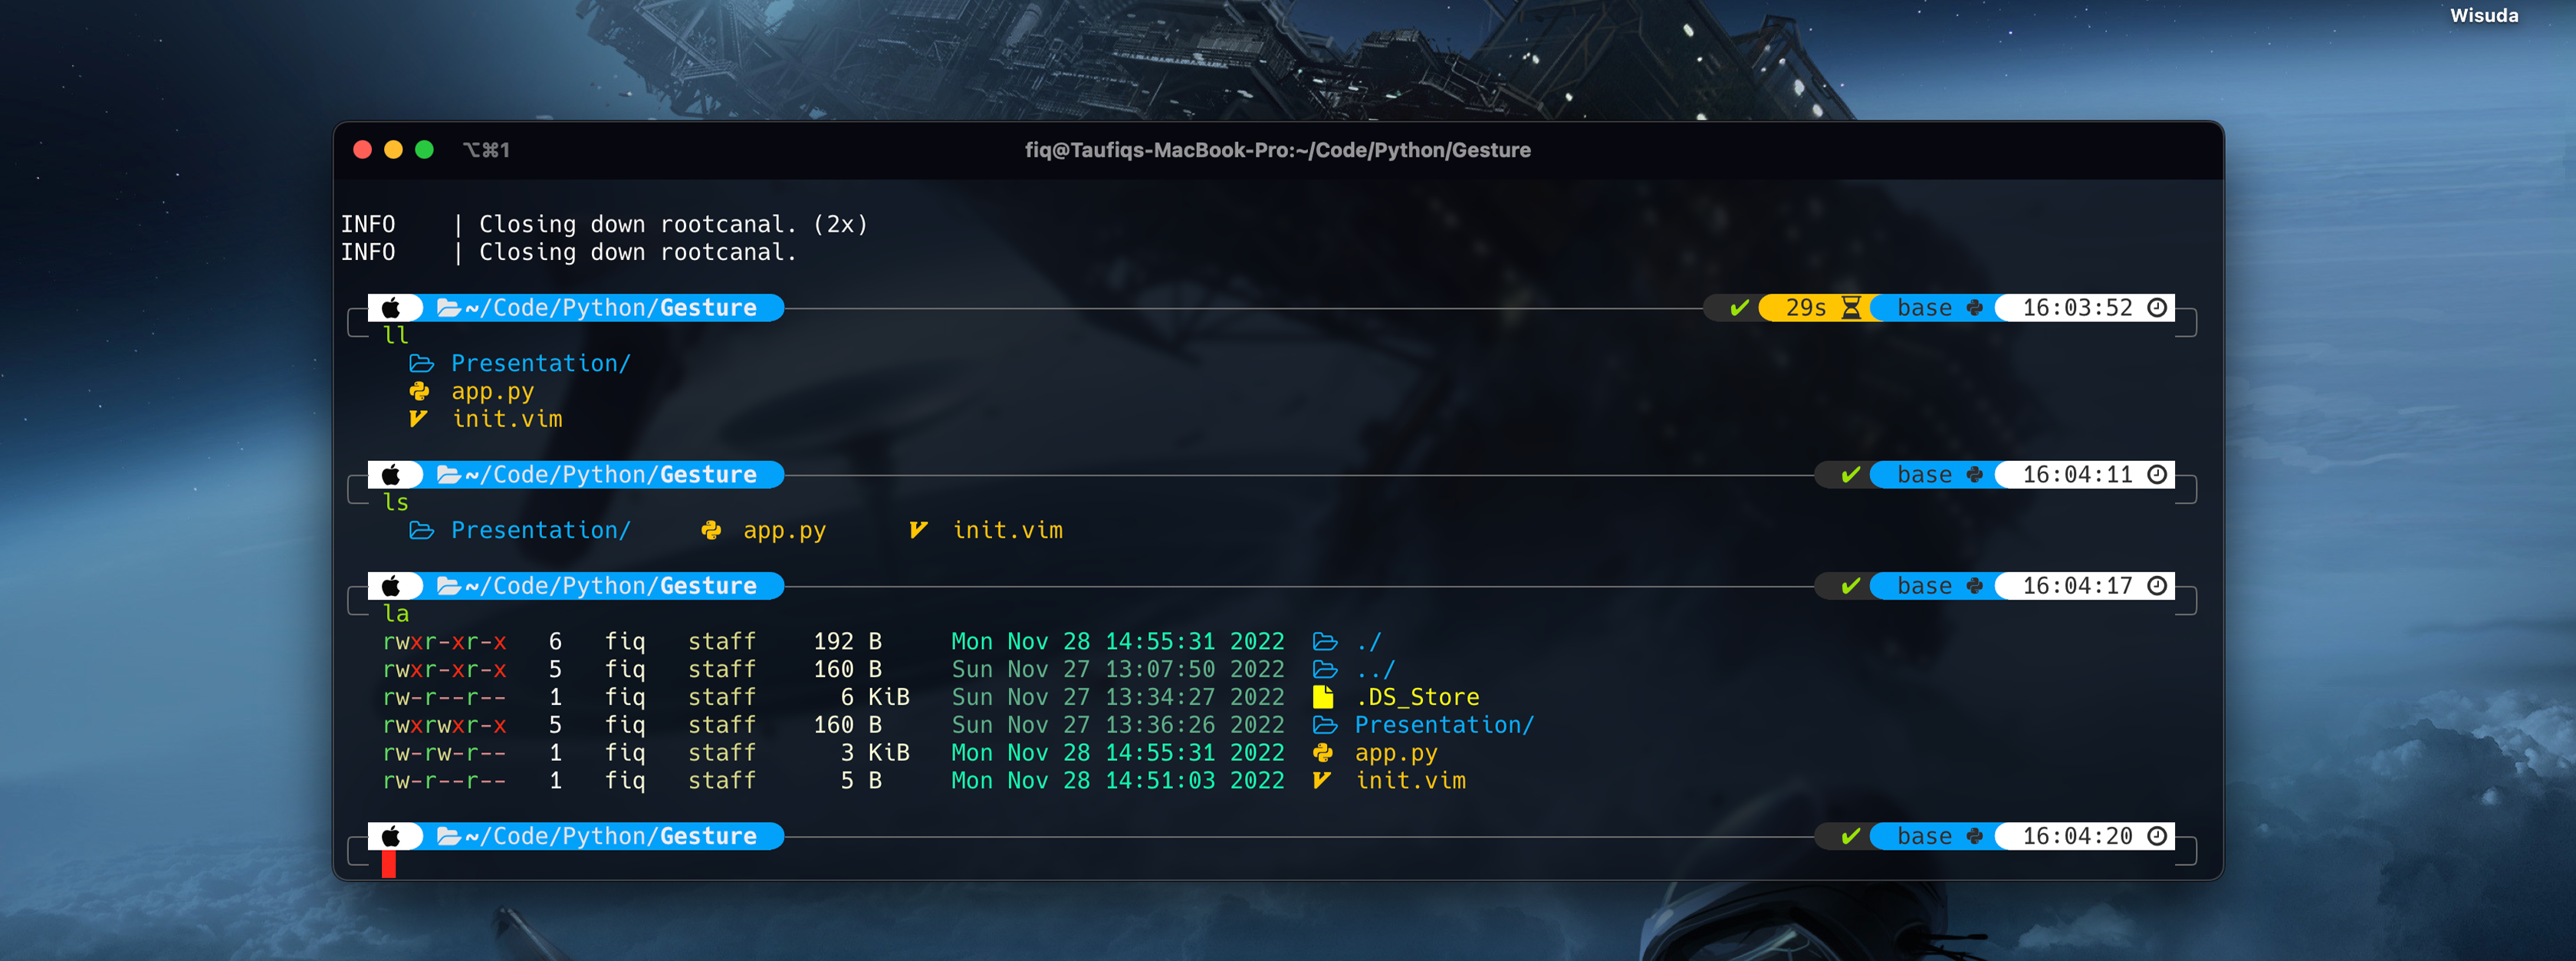 Wisuda
⌥⌘1 fiq@Taufiqs-MacBook-Pro:~/Code/Python/Gesture
INFO    | Closing down rootcanal. (2x)
INFO    | Closing down rootcanal.
~/Code/Python/Gesture ✔ 29s base 16:03:52
ll
Presentation/
app.py
init.vim
~/Code/Python/Gesture ✔ base 16:04:11
ls
Presentation/ app.py init.vim
~/Code/Python/Gesture ✔ base 16:04:17
la
rwxr-xr-x 6 fiq staff 192 B Mon Nov 28 14:55:31 2022 ./
rwxr-xr-x 5 fiq staff 160 B Sun Nov 27 13:07:50 2022 ../
rw-r--r-- 1 fiq staff 6 KiB Sun Nov 27 13:34:27 2022 .DS_Store
rwxrwxr-x 5 fiq staff 160 B Sun Nov 27 13:36:26 2022 Presentation/
rw-rw-r-- 1 fiq staff 3 KiB Mon Nov 28 14:55:31 2022 app.py
rw-r--r-- 1 fiq staff 5 B Mon Nov 28 14:51:03 2022 init.vim
~/Code/Python/Gesture ✔ base 16:04:20